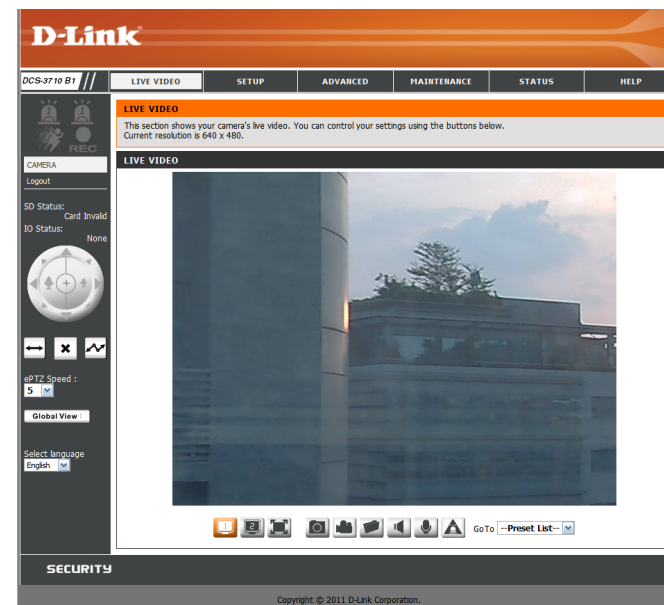 D-Link
DCS-3710 B1
LIVE VIDEO
SETUP
ADVANCED
MAINTENANCE
STATUS
HELP
LIVE VIDEO
This section shows your camera's live video. You can control your settings using the buttons below.
Current resolution is 640 x 480.
REC
CAMERA
Logout
SD Status:
Card Invalid
IO Status:
None
ePTZ Speed :
5
Global View :
Select language
English
LIVE VIDEO
1
2
GoTo
--Preset List--
SECURITY
Copyright © 2011 D-Link Corporation.